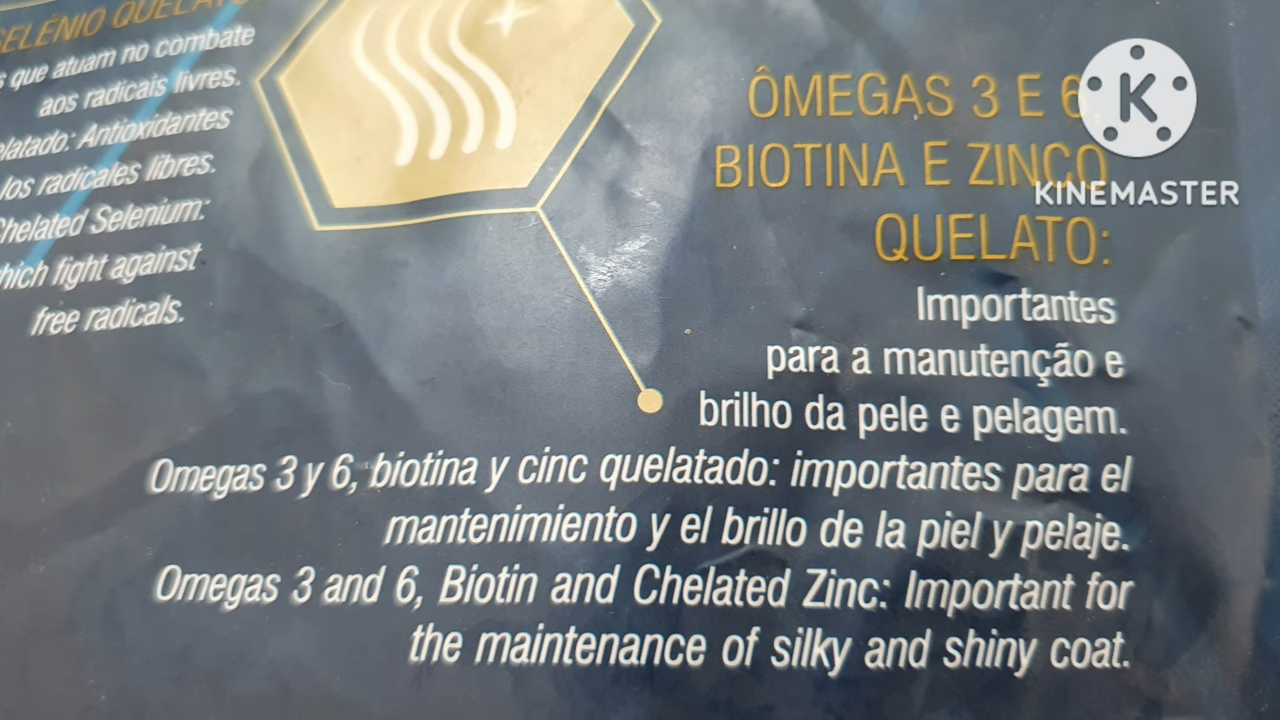 SELÊNIO QUELATO:
que atuam no combate
aos radicais livres.
Antioxidantes
los radicales libres.
Chelated Selenium:
which fight against
free radicals.
ÔMEGAS 3 E 6,
BIOTINA E ZINCO
QUELATO:
Importantes
para a manutenção e
brilho da pele e pelagem.
Omegas 3 y 6, biotina y cinc quelatado: importantes para el
mantenimiento y el brillo de la piel y pelaje.
Omegas 3 and 6, Biotin and Chelated Zinc: Important for
the maintenance of silky and shiny coat.
K
KINEMASTER